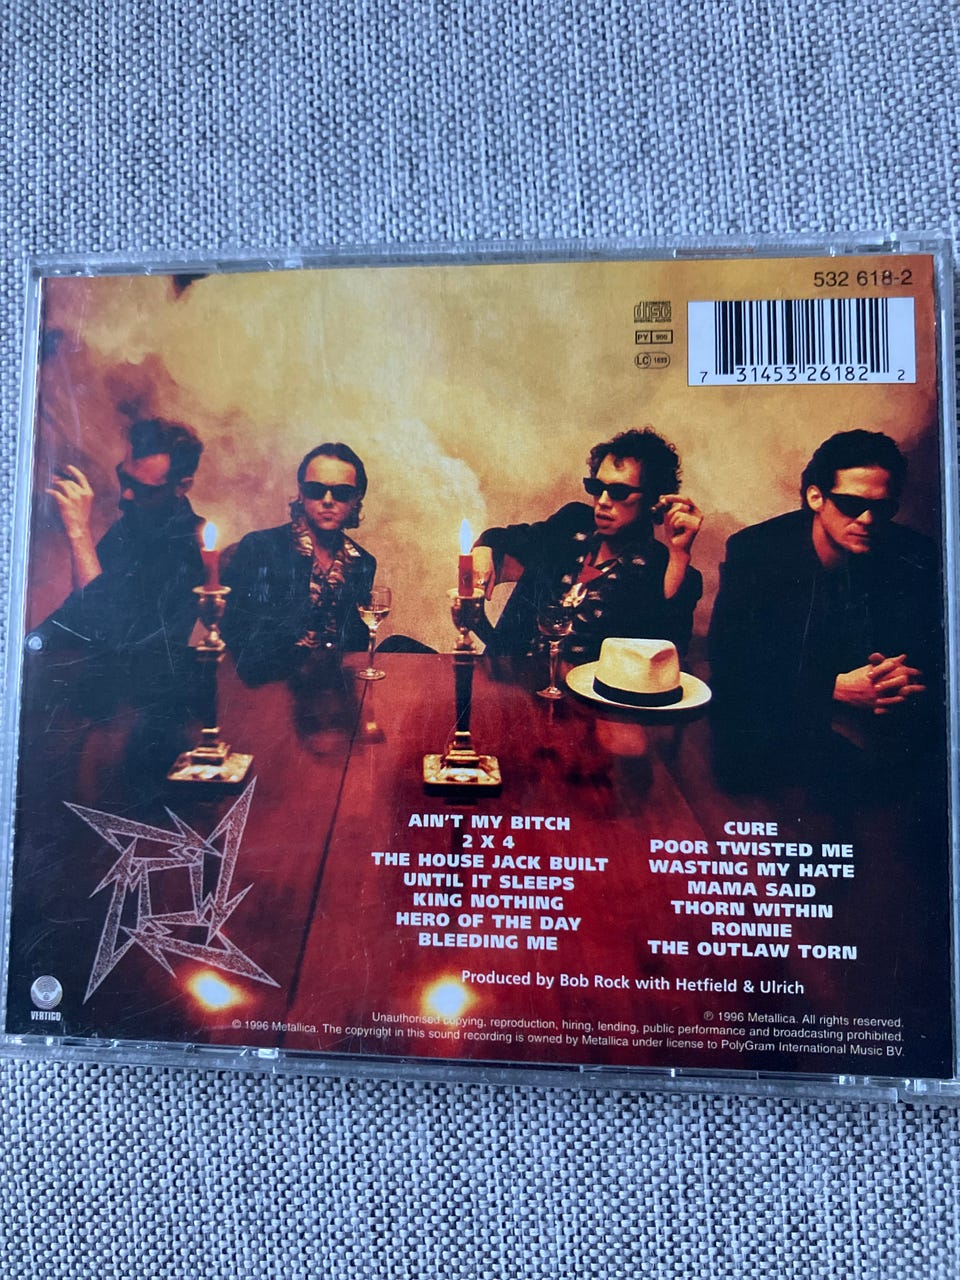 532 618-2
COMPACT
disc
DIGITAL AUDIO
PY 900
LC 1633
7 31453 26182 2
AIN'T MY BITCH
2 X 4
THE HOUSE JACK BUILT
UNTIL IT SLEEPS
KING NOTHING
HERO OF THE DAY
BLEEDING ME
CURE
POOR TWISTED ME
WASTING MY HATE
MAMA SAID
THORN WITHIN
RONNIE
THE OUTLAW TORN
Produced by Bob Rock with Hetfield & Ulrich
VERTIGO
℗ 1996 Metallica. All rights reserved.
Unauthorised copying, reproduction, hiring, lending, public performance and broadcasting prohibited.
© 1996 Metallica. The copyright in this sound recording is owned by Metallica under license to PolyGram International Music BV.